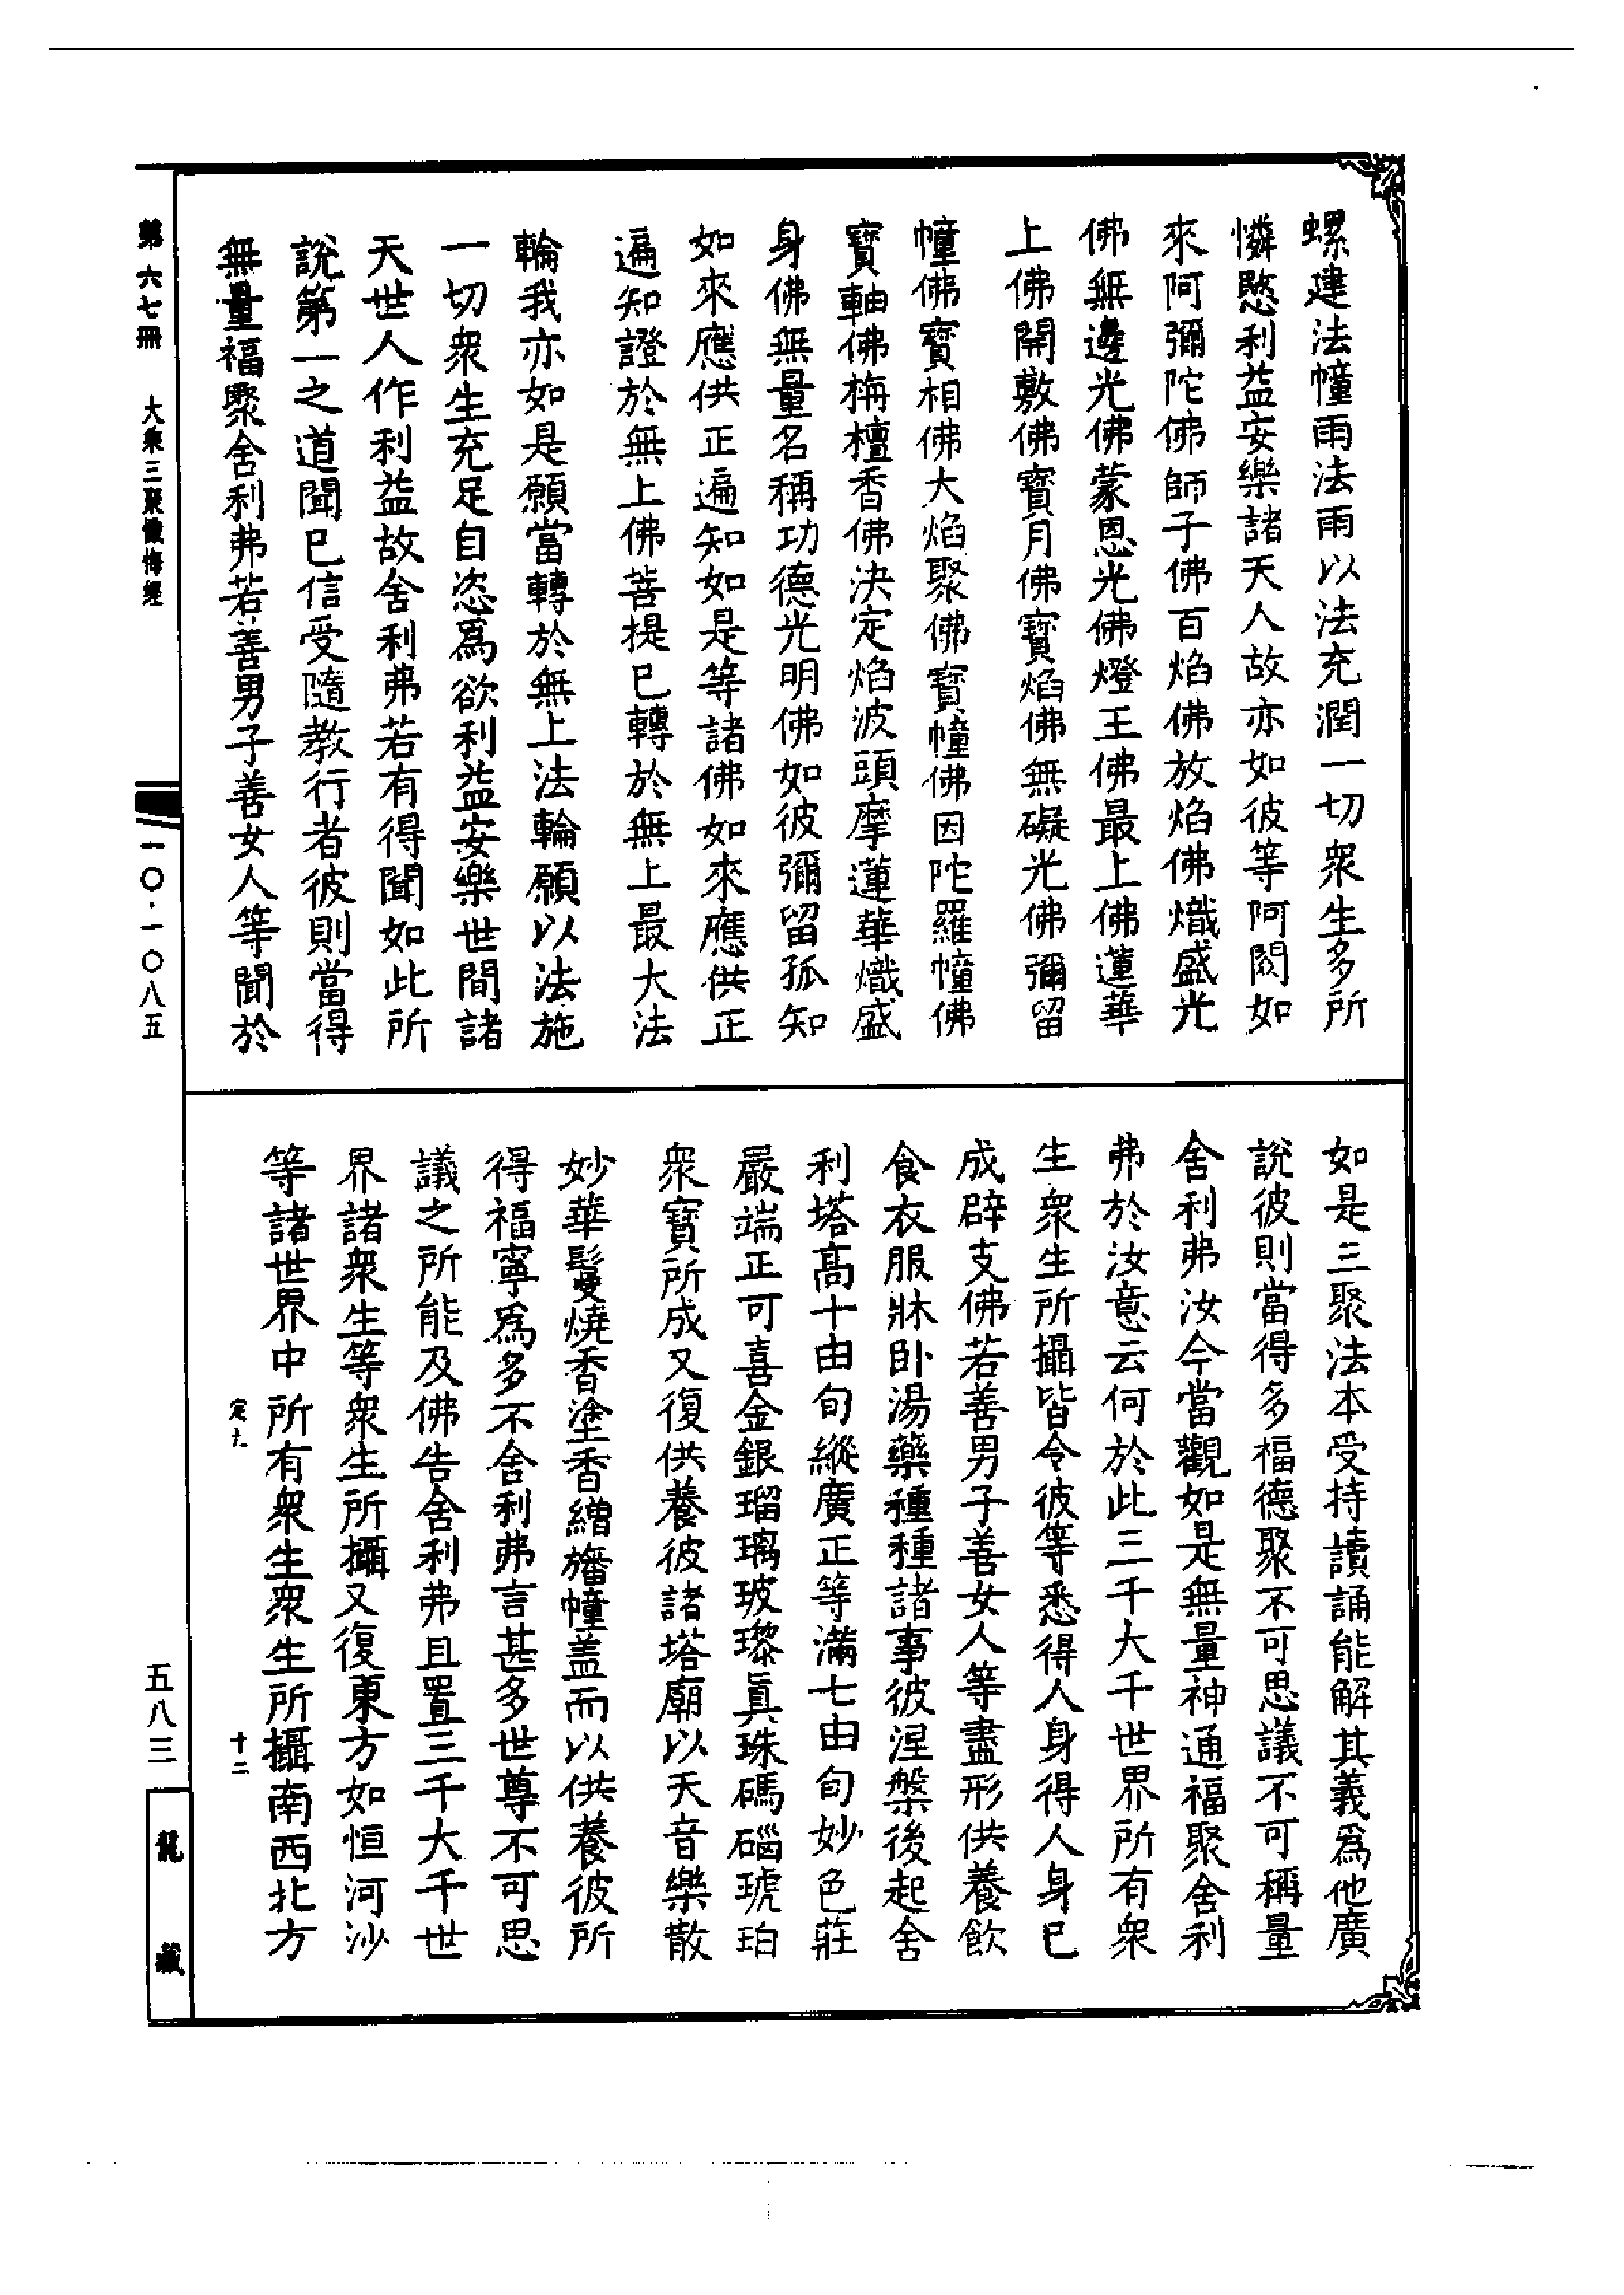 螺建法幢雨法雨以法充潤一切衆生多所
憐愍利益安樂諸天人故亦如彼等阿閦如
來阿彌陀佛師子佛百焰佛放焰佛熾盛光
佛無邊光佛蒙恩光佛燈王佛最上佛蓮華
上佛開敷佛寶月佛寶焰佛無礙光佛彌留
幢佛寶相佛大焰聚佛寶幢佛因陀羅幢佛
寶軸佛栴檀香佛決定焰波頭摩蓮華熾盛
身佛無量名稱功德光明佛如彼彌留孤知
如來應供正遍知如是等諸佛如來應供正
遍知證於無上佛菩提已轉於無上最大法
輪我亦如是願當轉於無上法輪願以法施
一切衆生充足自恣爲欲利益安樂世間諸
天世人作利益故舍利弗若有得聞如此所
說第一之道聞已信受隨教行者彼則當得
無量福聚舍利弗若善男子善女人等聞於
如是三聚法本受持讀誦能解其義爲他廣
說彼則當得多福德聚不可思議不可稱量
舍利弗汝今當觀如是無量神通福聚舍利
弗於汝意云何於此三千大千世界所有衆
生衆生所攝皆令彼等悉得人身得人身已
成辟支佛若善男子善女人等盡形供養飲
食衣服牀卧湯藥種種諸事彼涅槃後起舍
利塔高十由旬縱廣正等滿七由旬妙色莊
嚴端正可喜金銀瑠璃玻瓈眞珠碼碯琥珀
衆寶所成又復供養彼諸塔廟以天音樂散
妙華鬘燒香塗香繒旛幢盖而以供養彼所
得福寧爲多不舍利弗言甚多世尊不可思
議之所能及佛告舍利弗且置三千大千世
界諸衆生等衆生所攝又復東方如恒河沙
等諸世界中所有衆生衆生所攝南西北方
定九
十二
第六七冊
大乘三聚懺悔經
一〇·一〇八五
五八三
龍藏